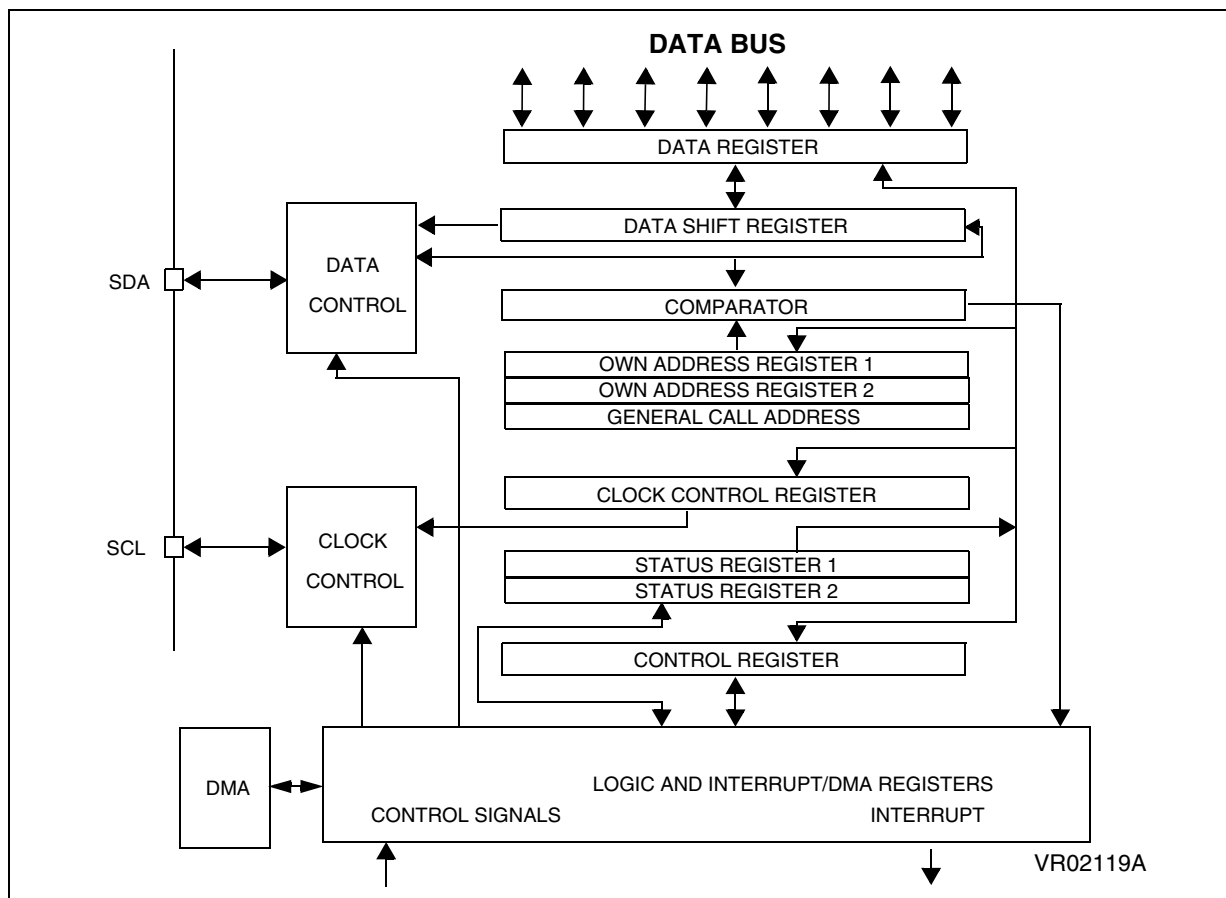 DATA BUS
DATA REGISTER
DATA SHIFT REGISTER
DATA
CONTROL
SDA
COMPARATOR
OWN ADDRESS REGISTER 1
OWN ADDRESS REGISTER 2
GENERAL CALL ADDRESS
CLOCK CONTROL REGISTER
CLOCK
CONTROL
SCL
STATUS REGISTER 1
STATUS REGISTER 2
CONTROL REGISTER
DMA
LOGIC AND INTERRUPT/DMA REGISTERS
CONTROL SIGNALS
INTERRUPT
VR02119A